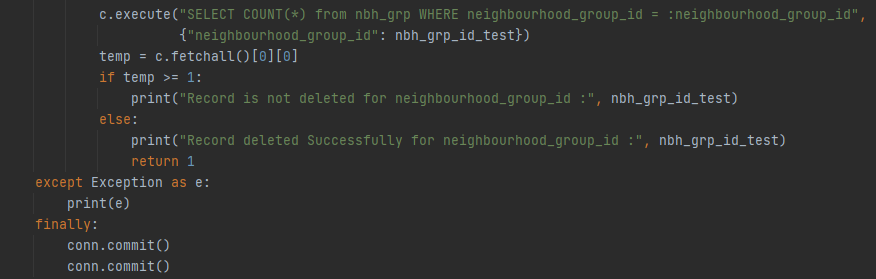 c.execute("SELECT COUNT(*) from nbh_grp WHERE neighbourhood_group_id = :neighbourhood_group_id",
{"neighbourhood_group_id": nbh_grp_id_test})
temp = c.fetchall()[0][0]
if temp >= 1:
print("Record is not deleted for neighbourhood_group_id :", nbh_grp_id_test)
else:
print("Record deleted Successfully for neighbourhood_group_id :", nbh_grp_id_test)
return 1
except Exception as e:
print(e)
finally:
conn.commit()
conn.commit()